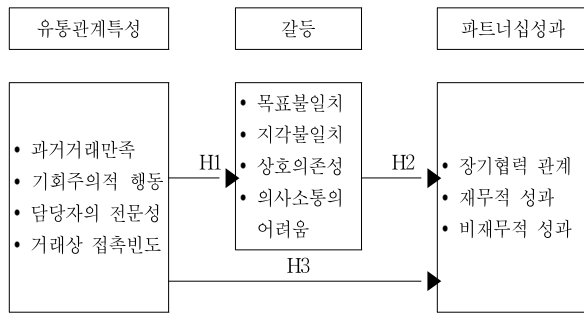 유통관계특성
갈등
파트너십성과
• 과거거래만족
• 기회주의적 행동
• 담당자의 전문성
• 거래상 접촉빈도
H1
• 목표불일치
• 지각불일치
• 상호의존성
• 의사소통의
어려움
H2
• 장기협력 관계
• 재무적 성과
• 비재무적 성과
H3